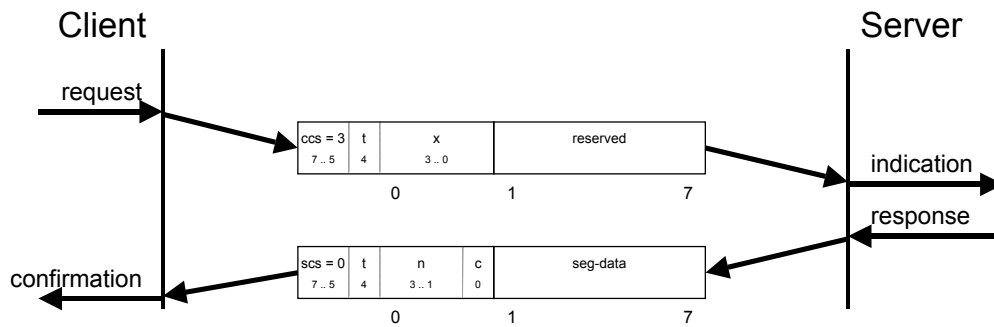 Client Server
request
ccs = 3 t x reserved
7 .. 5 4 3 .. 0
indication
0 1 7
response
scs = 0 t n c seg-data
confirmation
7 .. 5 4 3 .. 1 0
0 1 7